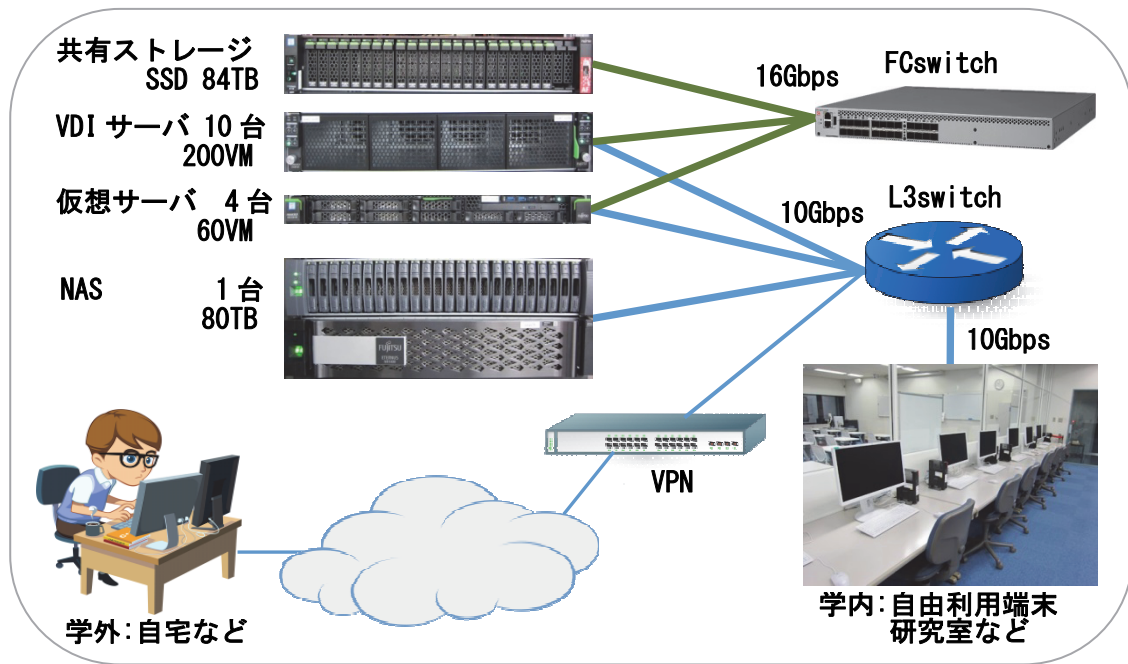 共有ストレージ
SSD 84TB
VDI サーバ 10 台
200VM
仮想サーバ 4 台
60VM
NAS 1 台
80TB
16Gbps
FCswitch
10Gbps
L3switch
10Gbps
FUJITSU
VPN
学外:自宅など
学内:自由利用端末
研究室など